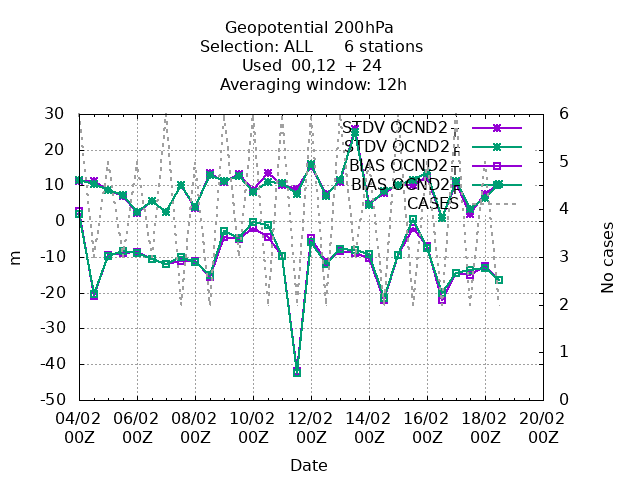 Geopotential 200hPa
Selection: ALL 6 stations
Used 00,12 + 24
Averaging window: 12h
STDV OCND2
STDV OCND2
BIAS OCND2
BIAS OCND2
CASES
30
20
10
0
-10
-20
-30
-40
-50
m
6
5
4
3
2
1
0
No cases
04/02 06/02 08/02 10/02 12/02 14/02 16/02 18/02 20/02
00Z 00Z 00Z 00Z 00Z 00Z 00Z 00Z 00Z
Date